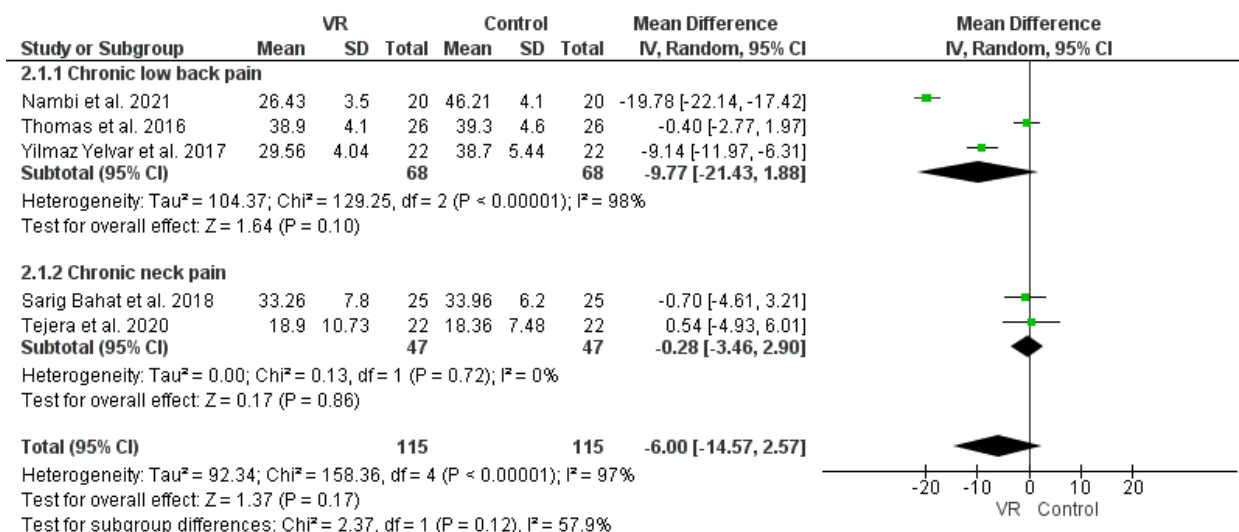 VR Control Mean Difference Mean Difference
Study or Subgroup Mean SD Total Mean SD Total IV, Random, 95% CI IV, Random, 95% CI
2.1.1 Chronic low back pain
Nambi et al. 2021 26.43 3.5 20 46.21 4.1 20 -19.78 [-22.14, -17.42]
Thomas et al. 2016 38.9 4.1 26 39.3 4.6 26 -0.40 [-2.77, 1.97]
Yilmaz Yelvar et al. 2017 29.56 4.04 22 38.7 5.44 22 -9.14 [-11.97, -6.31]
Subtotal (95% CI) 68 68 -9.77 [-21.43, 1.88]
Heterogeneity: Tau² = 104.37; Chi² = 129.25, df = 2 (P < 0.00001); I² = 98%
Test for overall effect: Z = 1.64 (P = 0.10)
2.1.2 Chronic neck pain
Sarig Bahat et al. 2018 33.26 7.8 25 33.96 6.2 25 -0.70 [-4.61, 3.21]
Tejera et al. 2020 18.9 10.73 22 18.36 7.48 22 0.54 [-4.93, 6.01]
Subtotal (95% CI) 47 47 -0.28 [-3.46, 2.90]
Heterogeneity: Tau² = 0.00; Chi² = 0.13, df = 1 (P = 0.72); I² = 0%
Test for overall effect: Z = 0.17 (P = 0.86)
Total (95% CI) 115 115 -6.00 [-14.57, 2.57]
Heterogeneity: Tau² = 92.34; Chi² = 158.36, df = 4 (P < 0.00001); I² = 97%
Test for overall effect: Z = 1.37 (P = 0.17)
Test for subgroup differences: Chi² = 2.37, df = 1 (P = 0.12), I² = 57.9%
-20 -10 0 10 20
VR Control